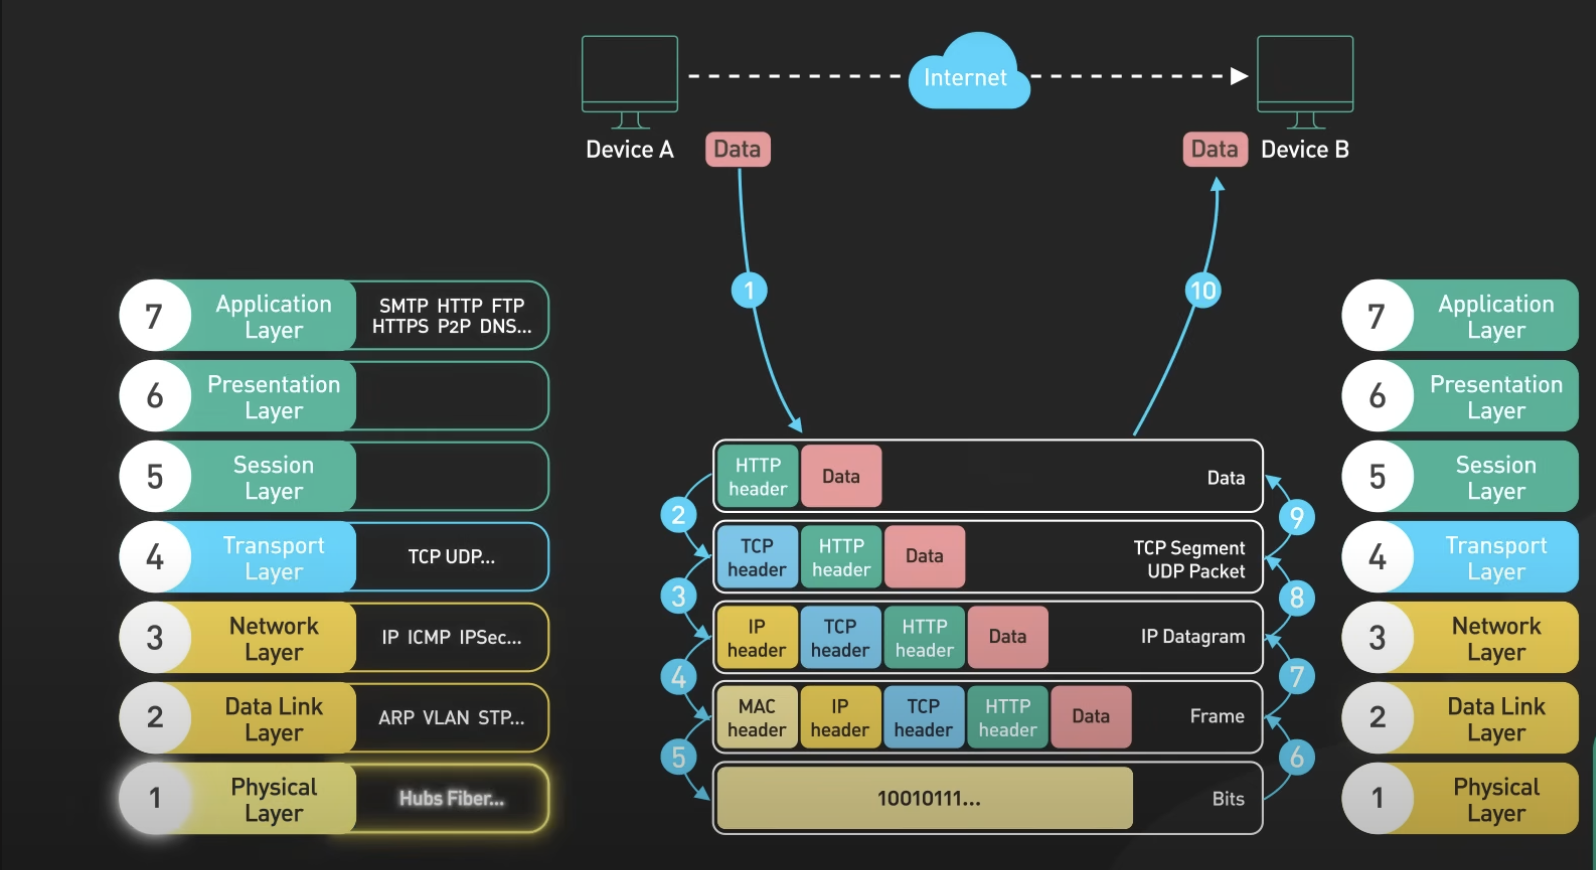 Internet
Device A
Data
Data
Device B
1
10
7
Application
Layer
SMTP HTTP FTP
HTTPS P2P DNS...
6
Presentation
Layer
5
Session
Layer
4
Transport
Layer
TCP UDP...
3
Network
Layer
IP ICMP IPSec...
2
Data Link
Layer
ARP VLAN STP...
1
Physical
Layer
Hubs Fiber...
HTTP
header
Data
Data
2
9
TCP
header
HTTP
header
Data
TCP Segment
UDP Packet
3
8
IP
header
TCP
header
HTTP
header
Data
IP Datagram
4
7
MAC
header
IP
header
TCP
header
HTTP
header
Data
Frame
5
6
10010111...
Bits
7
Application
Layer
6
Presentation
Layer
5
Session
Layer
4
Transport
Layer
3
Network
Layer
2
Data Link
Layer
1
Physical
Layer